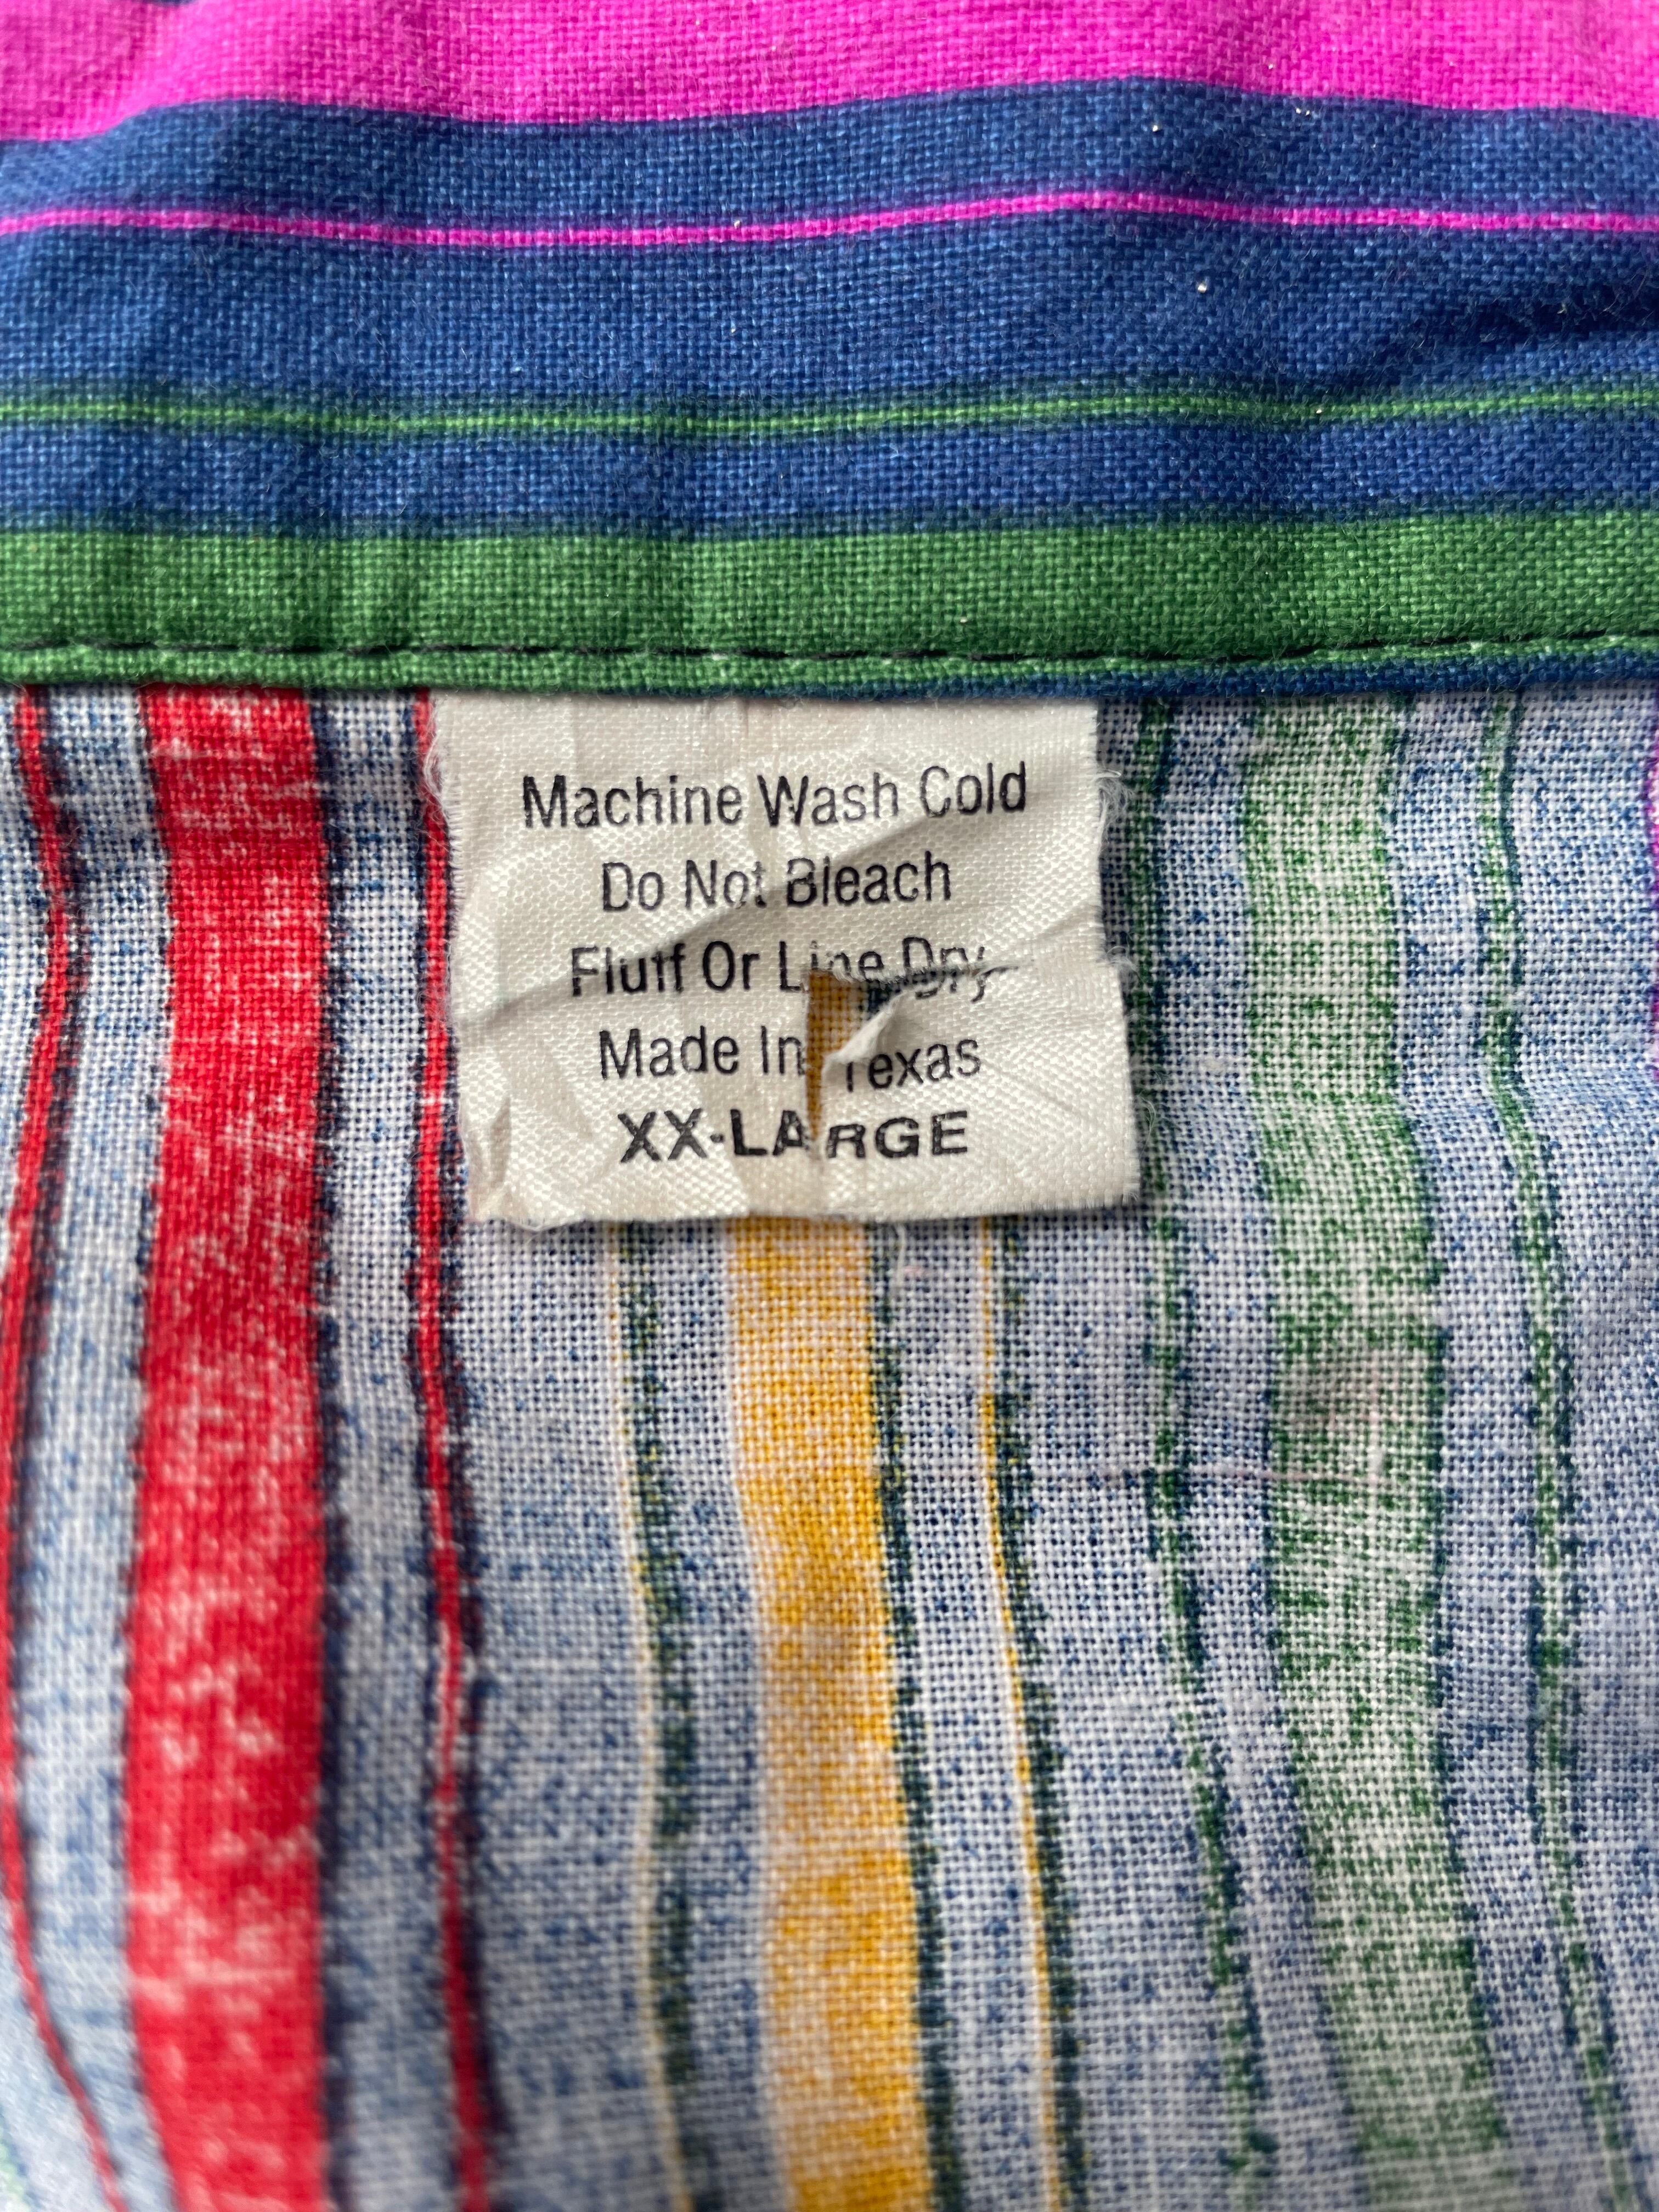 Machine Wash Cold
Do Not Bleach
Fluff Or Line Dry
Made In Texas
XX-LARGE